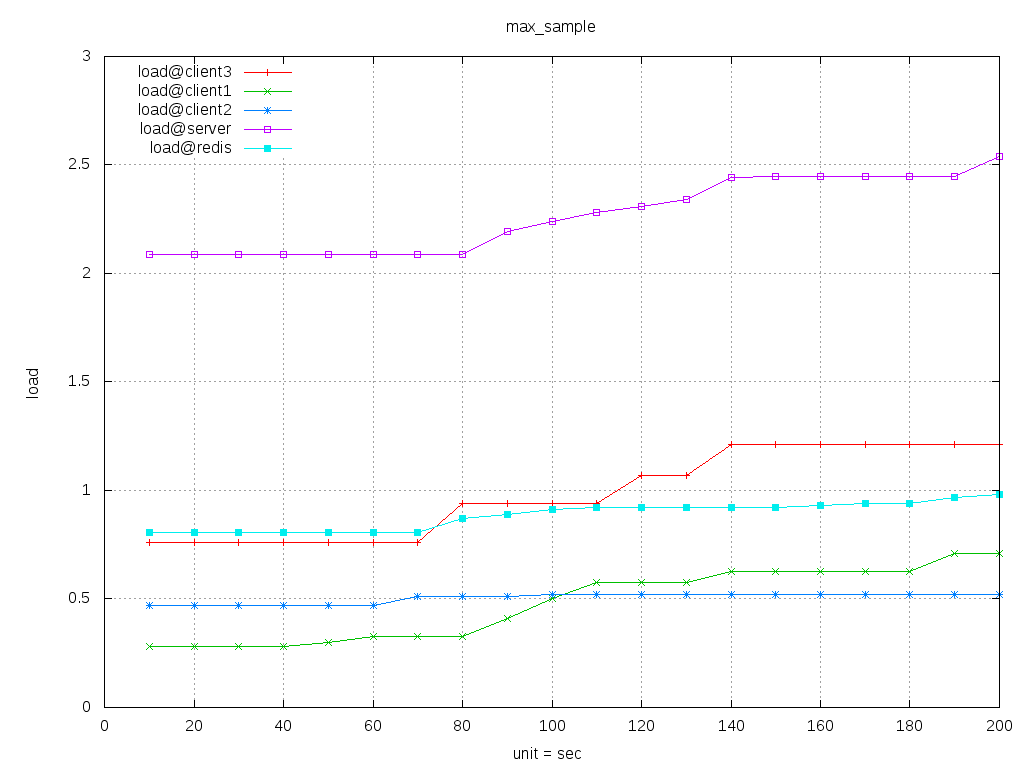 max_sample
load@client3
load@client1
load@client2
load@server
load@redis
3
2.5
2
1.5
1
0.5
0
load
0 20 40 60 80 100 120 140 160 180 200
unit = sec